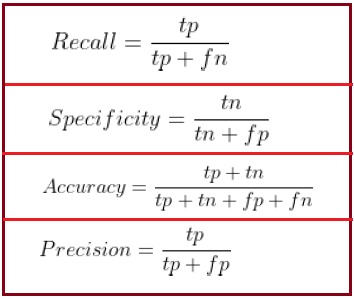 Recall = tp / (tp + fn)
Specificity = tn / (tn + fp)
Accuracy = (tp + tn) / (tp + tn + fp + fn)
Precision = tp / (tp + fp)